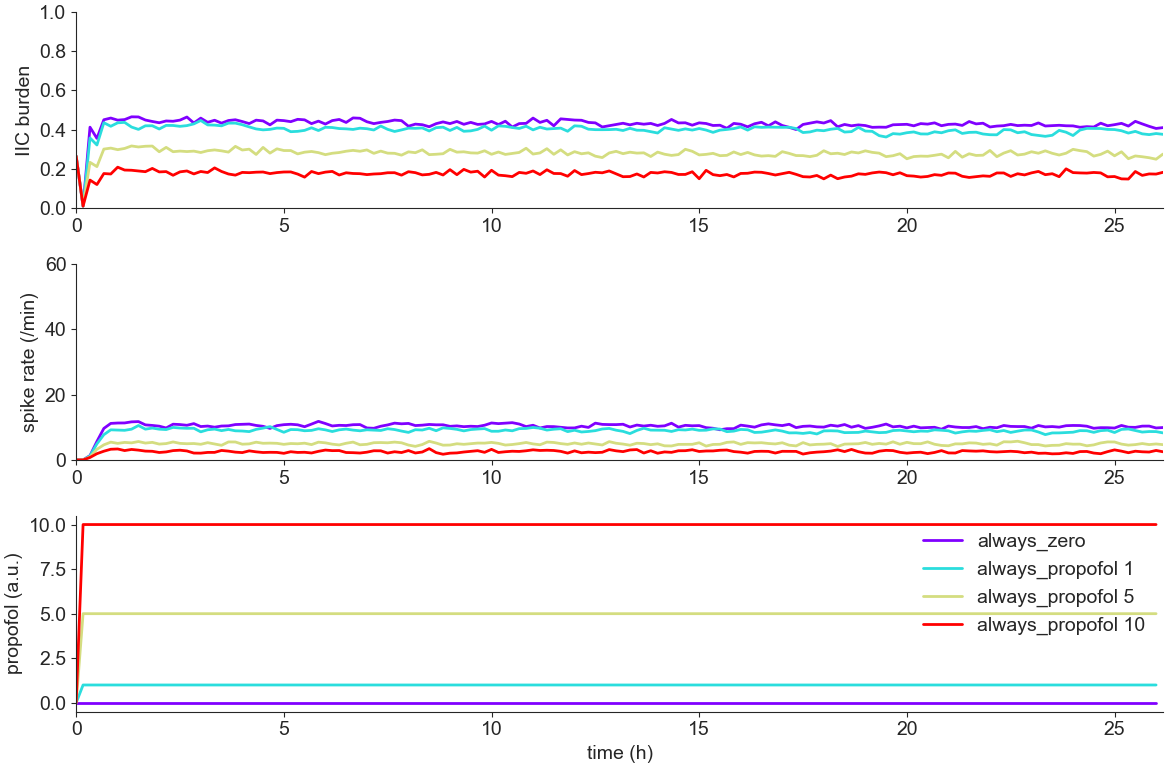 IIC burden
1.0
0.8
0.6
0.4
0.2
0.0
0 5 10 15 20 25
spike rate (/min)
60
40
20
0
0 5 10 15 20 25
propofol (a.u.)
10.0
7.5
5.0
2.5
0.0
always_zero
always_propofol 1
always_propofol 5
always_propofol 10
0 5 10 15 20 25
time (h)